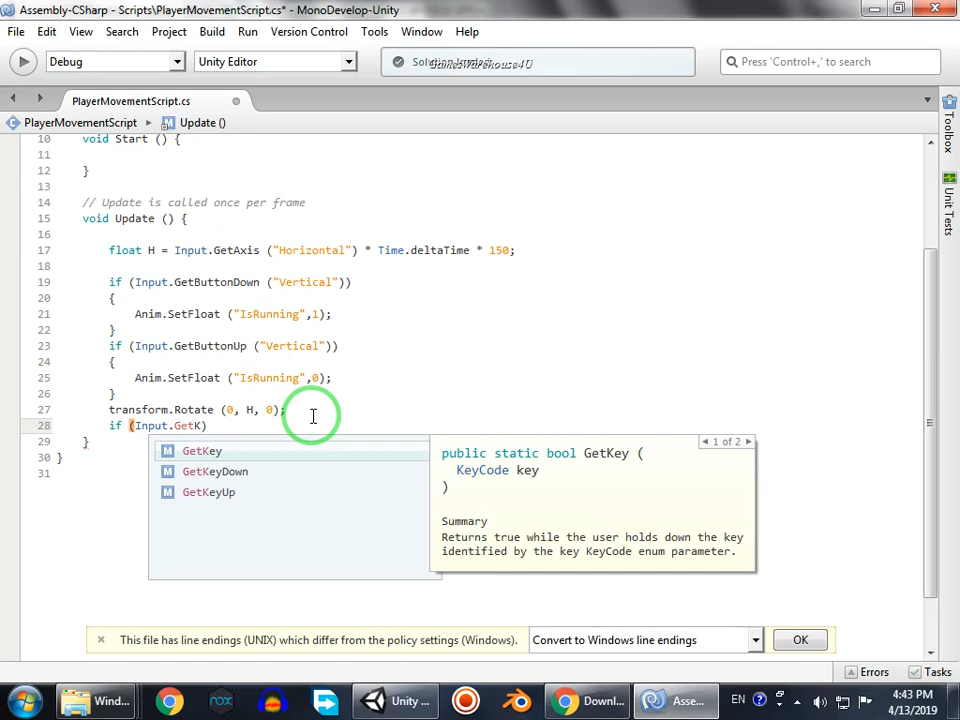 Assembly-CSharp - Scripts\PlayerMovementScript.cs* - MonoDevelop-Unity
File Edit View Search Project Build Run Version Control Tools Window Help
Debug Unity Editor GamesWarehouse4U Press 'Control+,' to search
PlayerMovementScript.cs
PlayerMovementScript Update ()
10 void Start () {
11
12 }
13
14 // Update is called once per frame
15 void Update () {
16
17 float H = Input.GetAxis ("Horizontal") * Time.deltaTime * 150;
18
19 if (Input.GetButtonDown ("Vertical"))
20 {
21 Anim.SetFloat ("IsRunning",1);
22 }
23 if (Input.GetButtonUp ("Vertical"))
24 {
25 Anim.SetFloat ("IsRunning",0);
26 }
27 transform.Rotate (0, H, 0);
28 if (Input.GetK)
29 }
30 }
31
M GetKey
M GetKeyDown
M GetKeyUp
1 of 2
public static bool GetKey (
KeyCode key
)
Summary
Returns true while the user holds down the key
identified by the key KeyCode enum parameter.
Toolbox
Unit Tests
This file has line endings (UNIX) which differ from the policy settings (Windows). Convert to Windows line endings OK
Errors Tasks
Wind... nox Unity ... Downl... Asse... EN 4:43 PM
4/13/2019